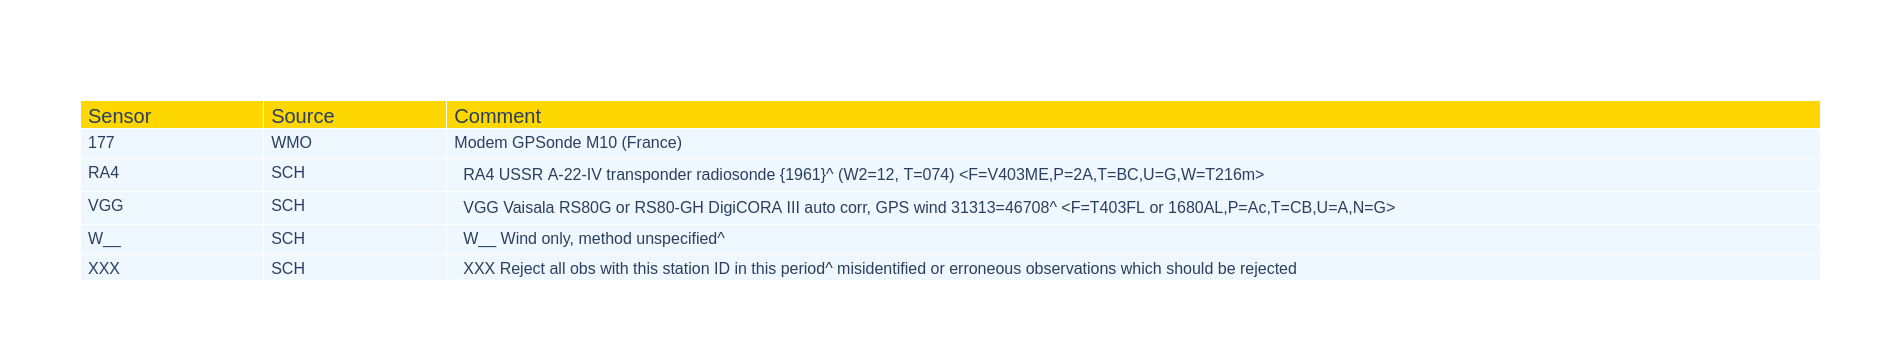 Sensor Source Comment
177 WMO Modem GPSonde M10 (France)
RA4 SCH RA4 USSR A-22-IV transponder radiosonde {1961}^ (W2=12, T=074) <F=V403ME,P=2A,T=BC,U=G,W=T216m>
VGG SCH VGG Vaisala RS80G or RS80-GH DigiCORA III auto corr, GPS wind 31313=46708^ <F=T403FL or 1680AL,P=Ac,T=CB,U=A,N=G>
W__ SCH W__ Wind only, method unspecified^
XXX SCH XXX Reject all obs with this station ID in this period^ misidentified or erroneous observations which should be rejected